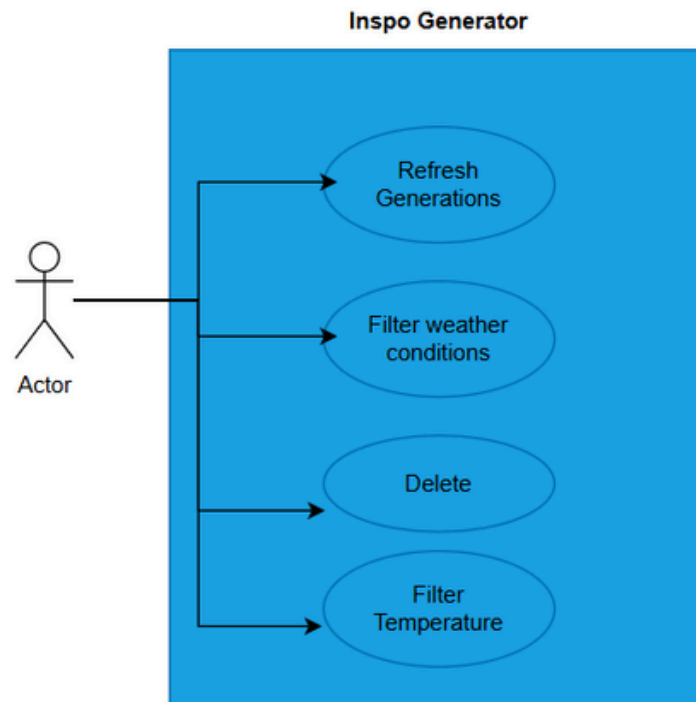 Inspo Generator
Refresh
Generations
Filter weather
conditions
Actor
Delete
Filter
Temperature